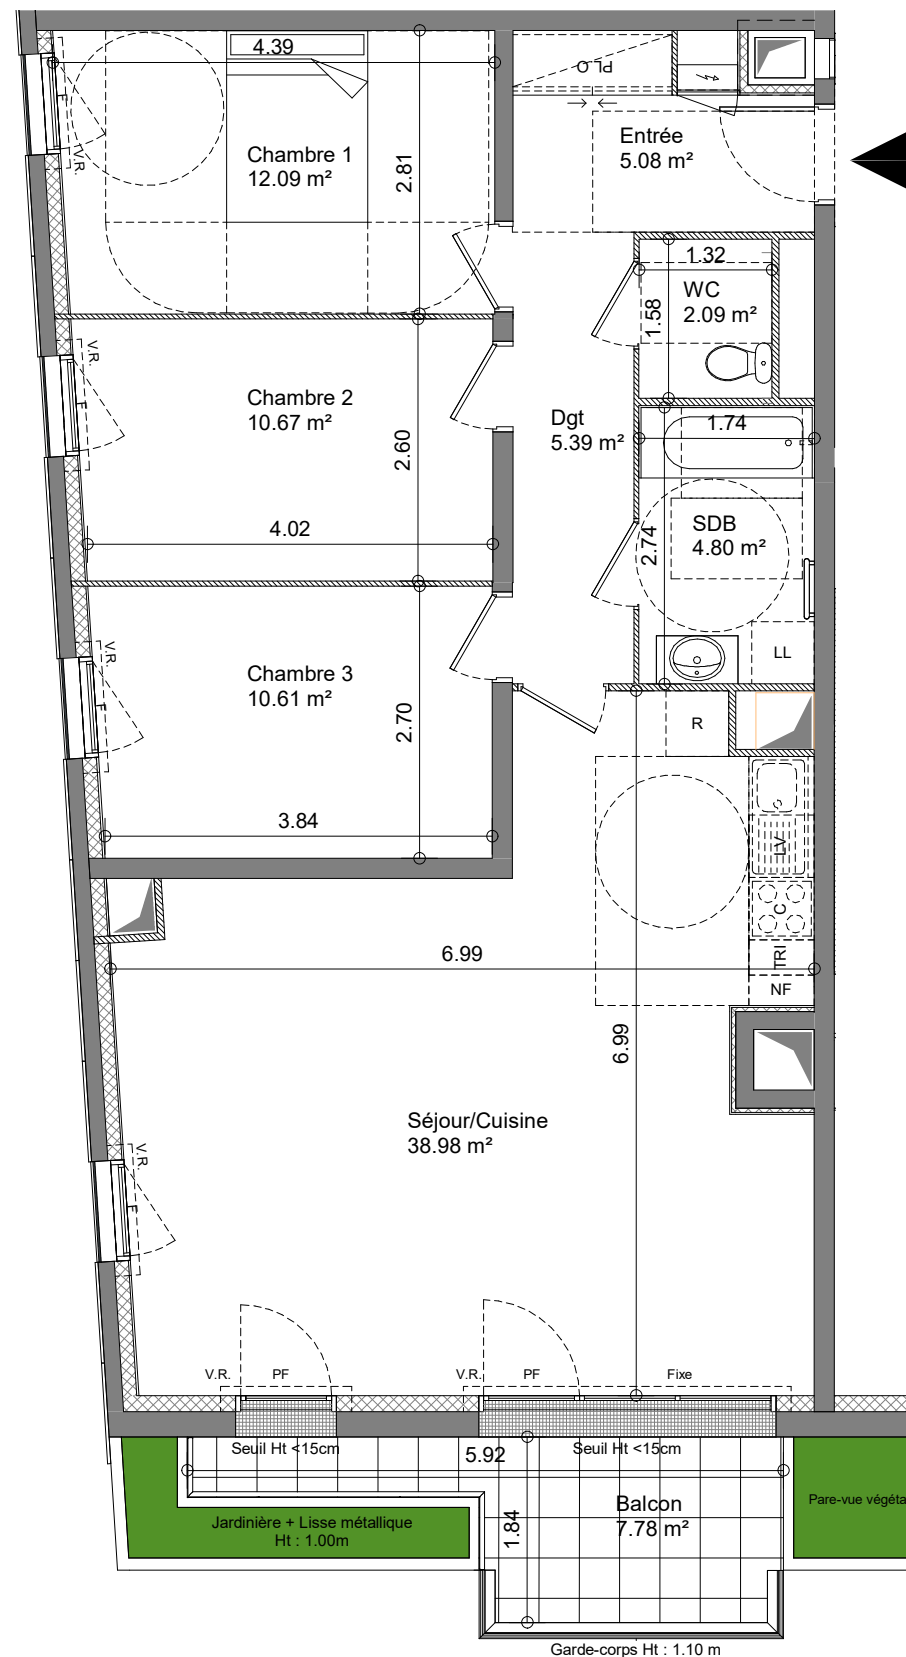 4.39
PLO
Entrée
5.08 m²
V.R.
Chambre 1
12.09 m²
2.81
1.32
WC
2.09 m²
1.58
V.R.
Chambre 2
10.67 m²
Dgt
5.39 m²
1.74
2.60
SDB
4.80 m²
4.02
2.74
LL
V.R.
Chambre 3
10.61 m²
2.70
R
3.84
LV
C
TRI
NF
6.99
6.99
Séjour/Cuisine
38.98 m²
V.R.
V.R.
PF
V.R.
PF
Fixe
Seuil Ht <15cm
5.92
Seuil Ht <15cm
Balcon
7.78 m²
Pare-vue végéta
1.84
Jardinière + Lisse métallique
Ht : 1.00m
Garde-corps Ht : 1.10 m